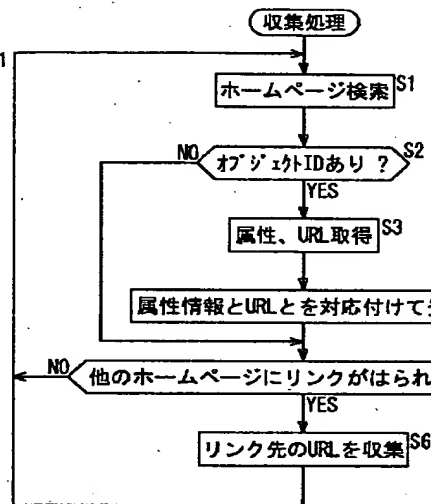 収集処理
1
ホームページ検索 S1
オブジェクトIDあり ? S2
NO
YES
属性、URL取得 S3
属性情報とURLとを対応付けて
NO 他のホームページにリンクがはられ
YES
リンク先のURLを収集 S6